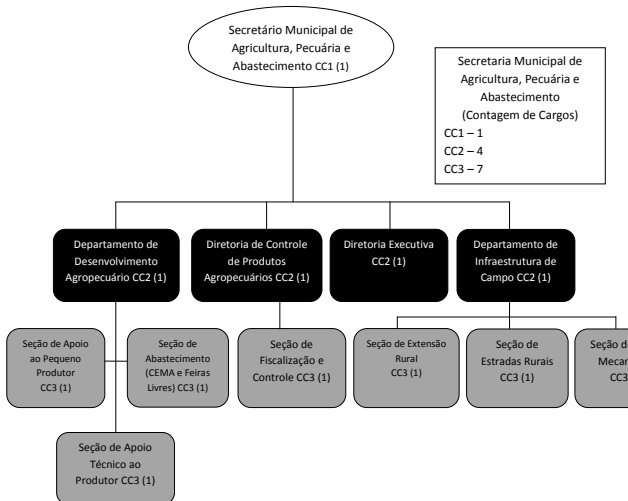 Secretário Municipal de
Agricultura, Pecuária e
Abastecimento CC1 (1)
Secretaria Municipal de
Agricultura, Pecuária e
Abastecimento
(Contagem de Cargos)
CC1 – 1
CC2 – 4
CC3 – 7
Departamento de
Desenvolvimento
Agropecuário CC2 (1)
Diretoria de Controle
de Produtos
Agropecuários CC2 (1)
Diretoria Executiva
CC2 (1)
Departamento de
Infraestrutura de
Campo CC2 (1)
Seção de Apoio
ao Pequeno
Produtor
CC3 (1)
Seção de
Abastecimento
(CEMA e Feiras
Livres) CC3 (1)
Seção de
Fiscalização e
Controle CC3 (1)
Seção de Extensão
Rural
CC3 (1)
Seção de
Estradas Rurais
CC3 (1)
Seção de
CC3
Seção de Apoio
Técnico ao
Produtor CC3 (1)